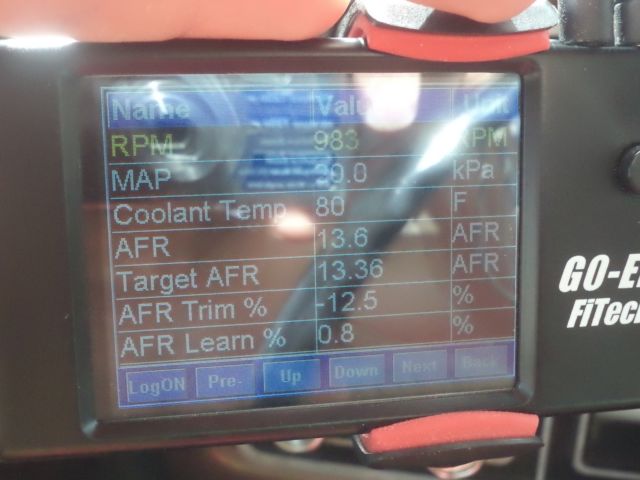 Name Value Unit
RPM 983 RPM
MAP kPa
Coolant Temp 80 F
AFR 13.6 AFR
Target AFR 13.36 AFR
AFR Trim % -12.5 %
AFR Learn % 0.8 %
LogON Pre- Up Down Next Back
GO-E
FiTech